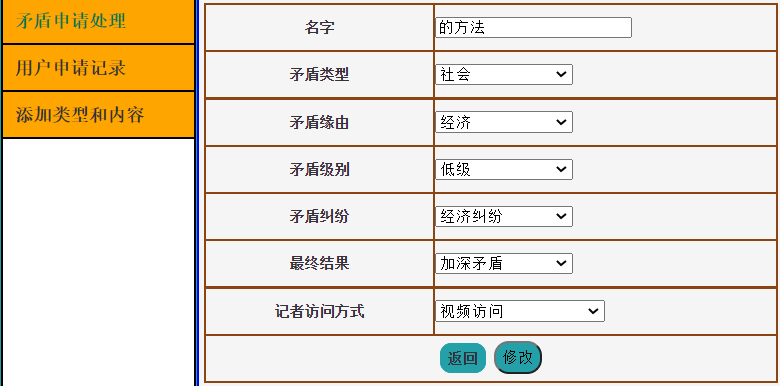 矛盾申请处理
用户申请记录
添加类型和内容
名字 的方法
矛盾类型 社会
矛盾缘由 经济
矛盾级别 低级
矛盾纠纷 经济纠纷
最终结果 加深矛盾
记者访问方式 视频访问
返回 修改